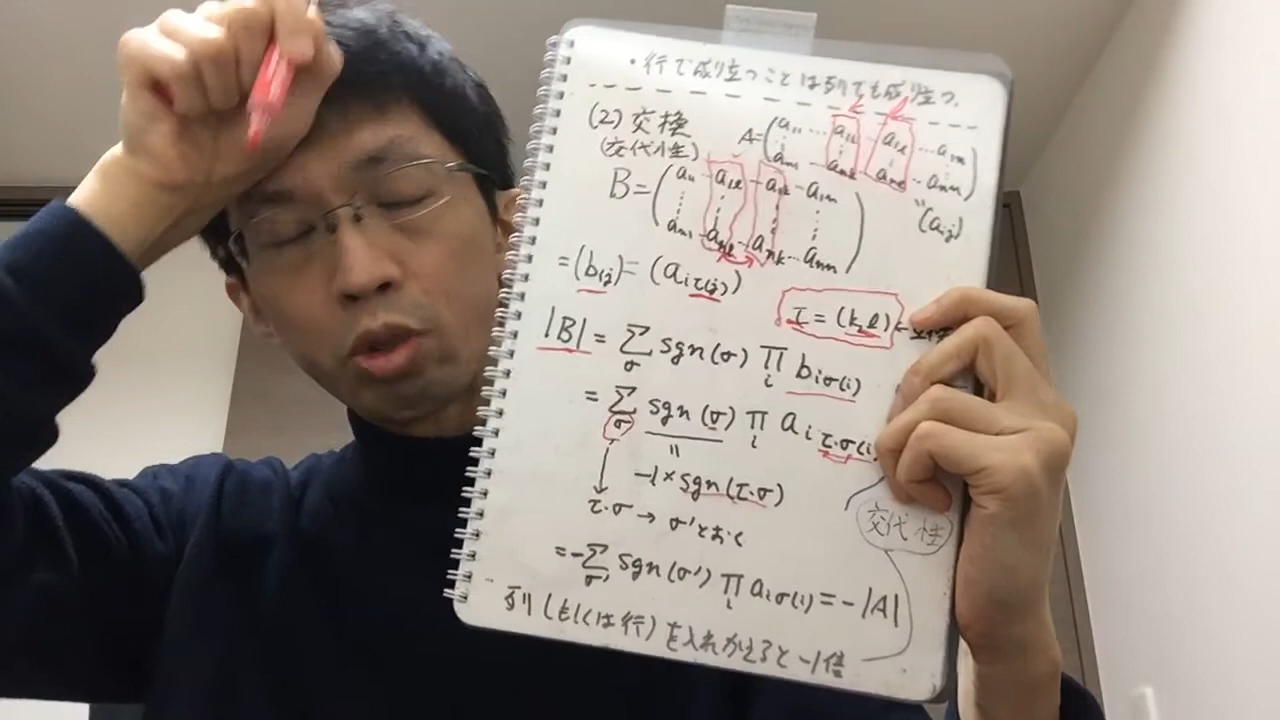 ・行で成り立つことは列でも成り立つ.
(2) 交換 A=(a11 … a1k … a1l … a1n
(交代性) ⋮ an1 … ank … anl … ann)
B=(a11 … a1l … a1k … a1n "(aij)
⋮ an1 … anl … ank … ann)
=(bij)=(aiτ(j))
τ=(k, l)←
|B| = Σσ sgn(σ) Πi biσ(i)
= Σσ sgn(σ) Πi ai τ·σ(i)
↓ "
-1×sgn(τ·σ)
τ·σ → σ'とおく
交代性
=-Σσ' sgn(σ') Πi aiσ(i) = -|A|
列(もしくは行)を入れかえると -1倍